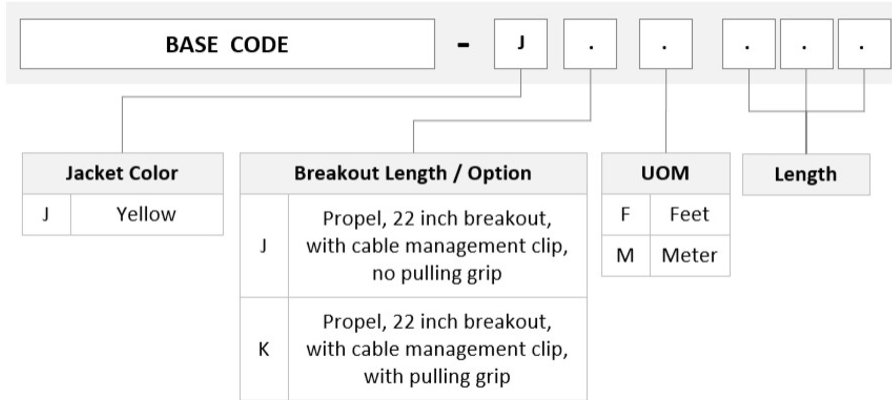 BASE CODE - J . . . . .
Jacket Color
J Yellow
Breakout Length / Option
J Propel, 22 inch breakout,
with cable management clip,
no pulling grip
K Propel, 22 inch breakout,
with cable management clip,
with pulling grip
UOM
F Feet
M Meter
Length